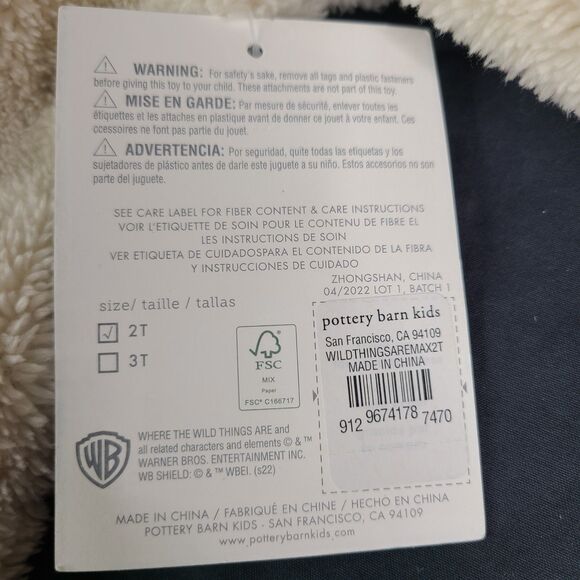 WARNING: For safety's sake, remove all tags and plastic fasteners
before giving this toy to your child. These attachments are not part of this toy.
MISE EN GARDE: Par mesure de sécurité, enlever toutes les
étiquettes et les attaches en plastique avant de donner ce jouet à votre enfant. Ces
ccessoires ne font pas partie du jouet.
ADVERTENCIA: Por seguridad, quite todas las etiquetas y los
sujetadores de plástico antes de darle este juguete a su niño. Estos accesorios no son
parte del juguete.
SEE CARE LABEL FOR FIBER CONTENT & CARE INSTRUCTIONS
VOIR L'ETIQUETTE DE SOIN POUR LE CONTENU DE FIBRE ÉL
LES INSTRUCTIONS DE SOIN
VER ETIQUETA DE CUIDADOSPARA EL CONTENIDO DE LA FIBRA
Y INSTRUCCIONES DE CUIDADO
ZHONGSHAN, CHINA
04/2022 LOT 1, BATCH 1
size/ taille / tallas
2T
3T
FSC
MIX
Paper
FSC® C166717
pottery barn kids
San Francisco, CA 94109
WILDTHINGSAREMAX2T
MADE IN CHINA
912 9674178 7470
WB
WHERE THE WILD THINGS ARE and
all related characters and elements © & ™
WARNER BROS. ENTERTAINMENT INC.
WB SHIELD: © & ™ WBEI. (s22)
MADE IN CHINA / FABRIQUÉ EN CHINE / HECHO EN CHINA
POTTERY BARN KIDS - SAN FRANCISCO, CA 94109
www.potterybarnkids.com